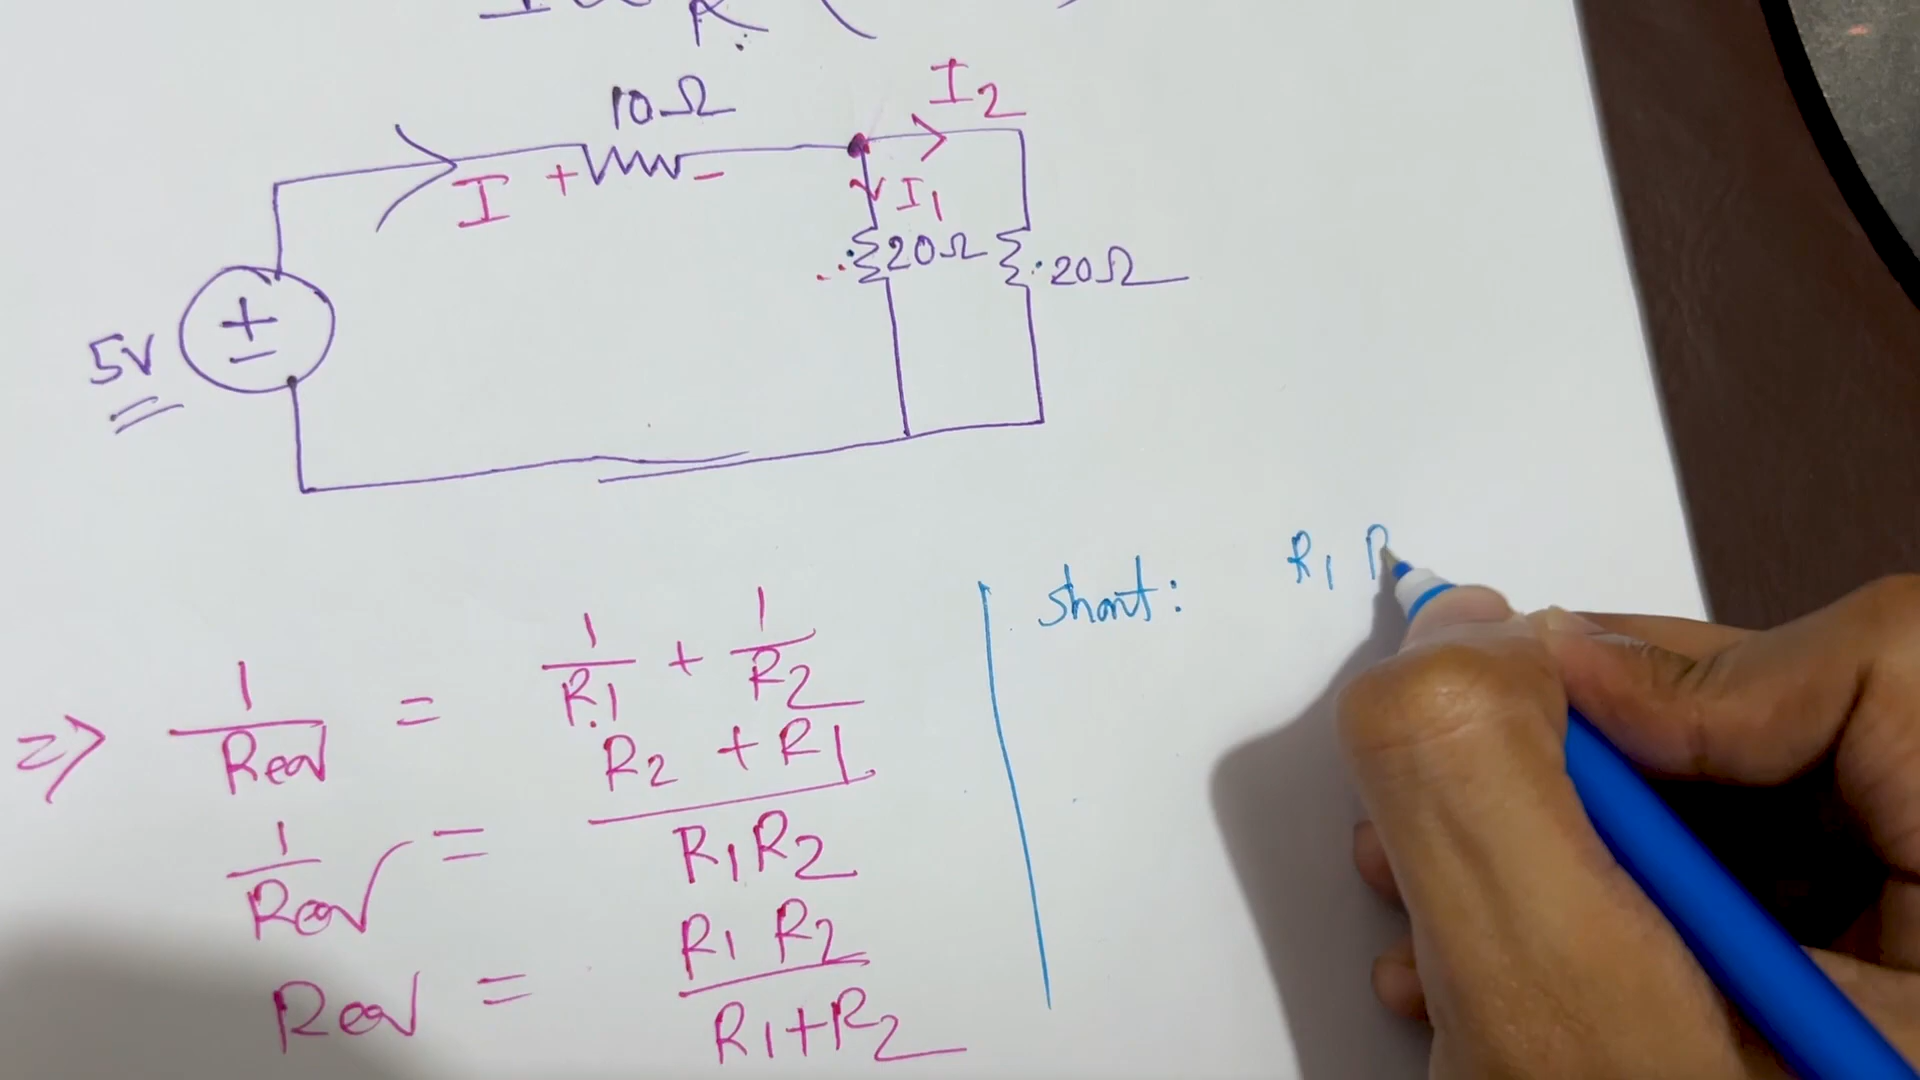 10Ω
I2
I + -
I1
20Ω
20Ω
+
-
5V
Short: R1 R
=> 1/Req = 1/R1 + 1/R2
1/Req = R2 + R1 / R1R2
Req = R1 R2 / R1+R2